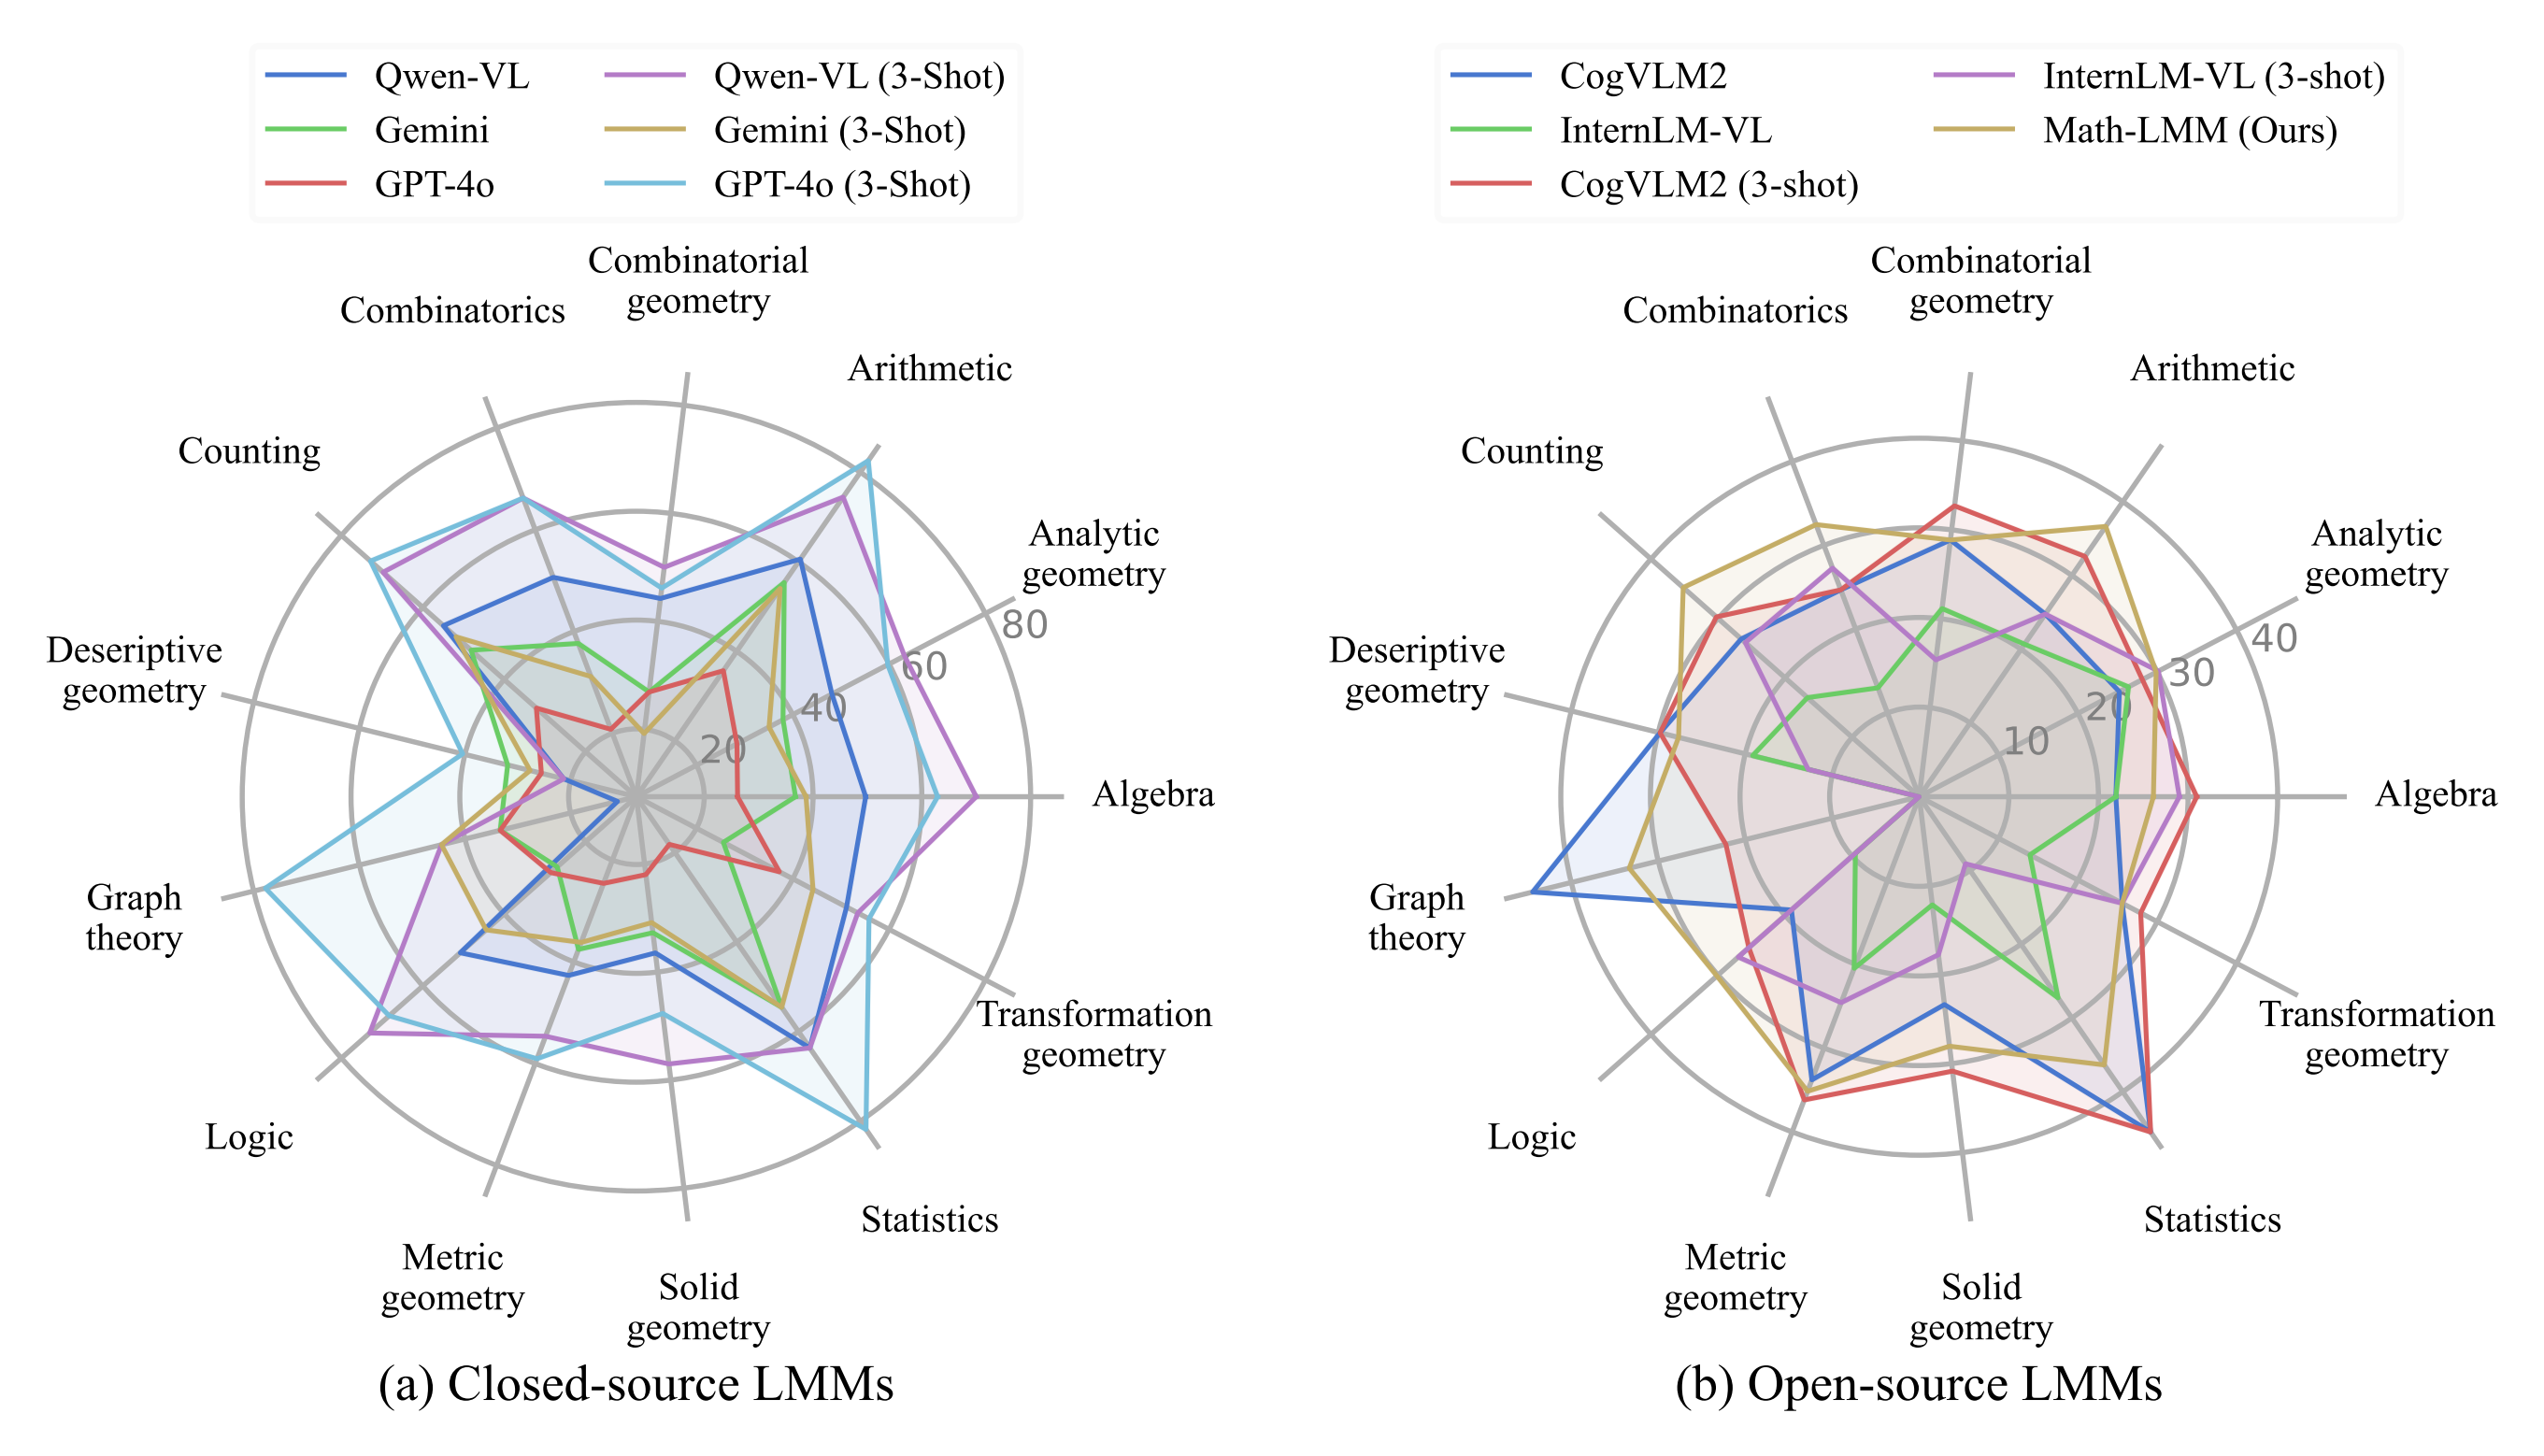 Qwen-VL
Gemini
GPT-4o
Qwen-VL (3-Shot)
Gemini (3-Shot)
GPT-4o (3-Shot)
Combinatorial
geometry
Combinatorics
Arithmetic
Counting
Analytic
geometry
80
60
40
20
Deseriptive
geometry
Algebra
Graph
theory
Transformation
geometry
Logic
Statistics
Metric
geometry
Solid
geometry
(a) Closed-source LMMs
CogVLM2
InternLM-VL
CogVLM2 (3-shot)
InternLM-VL (3-shot)
Math-LMM (Ours)
Combinatorial
geometry
Combinatorics
Arithmetic
Counting
Analytic
geometry
40
30
20
10
Deseriptive
geometry
Algebra
Graph
theory
Transformation
geometry
Logic
Statistics
Metric
geometry
Solid
geometry
(b) Open-source LMMs